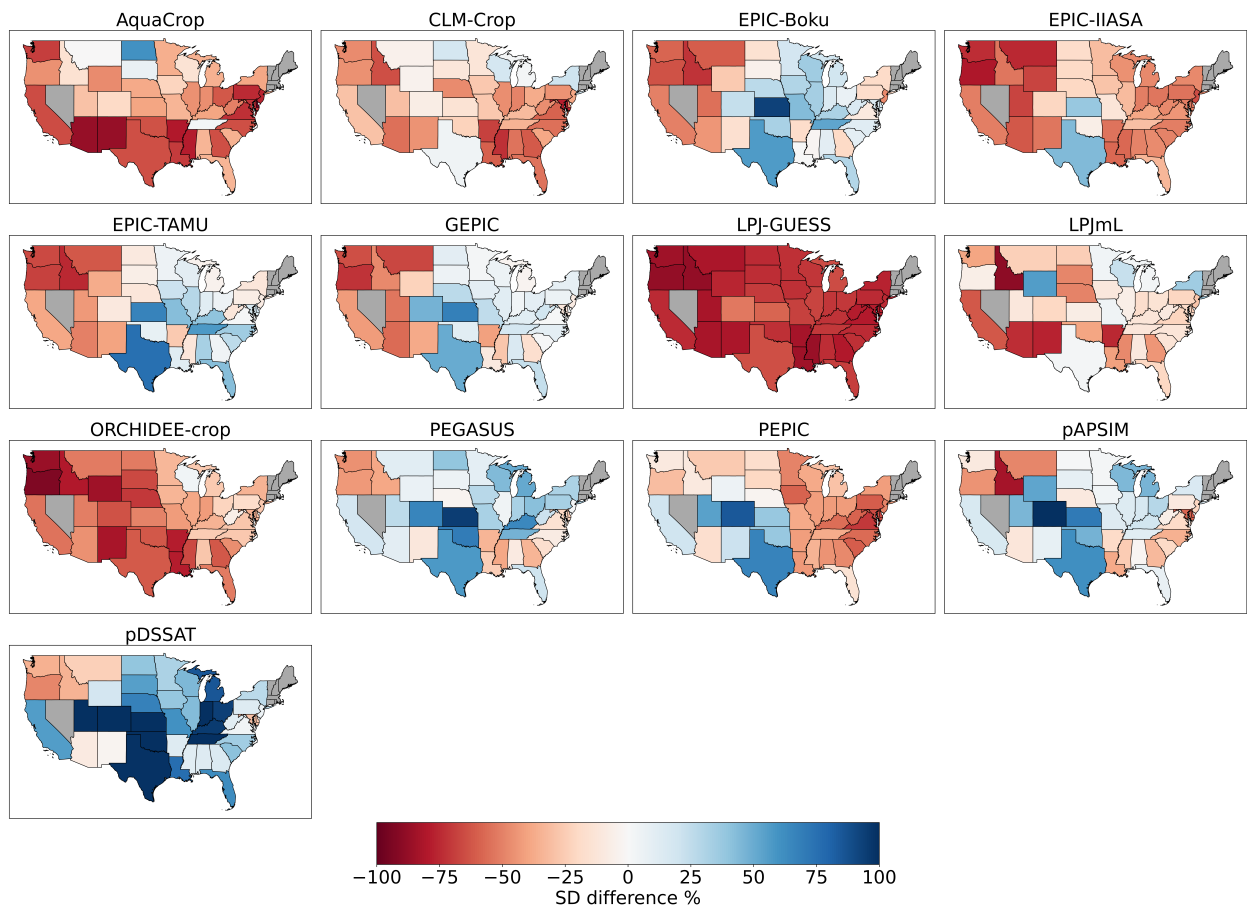 AquaCrop
CLM-Crop
EPIC-Boku
EPIC-IIASA
EPIC-TAMU
GEPIC
LPJ-GUESS
LPJmL
ORCHIDEE-crop
PEGASUS
PEPIC
pAPSIM
pDSSAT
−100 −75 −50 −25 0 25 50 75 100
SD difference %